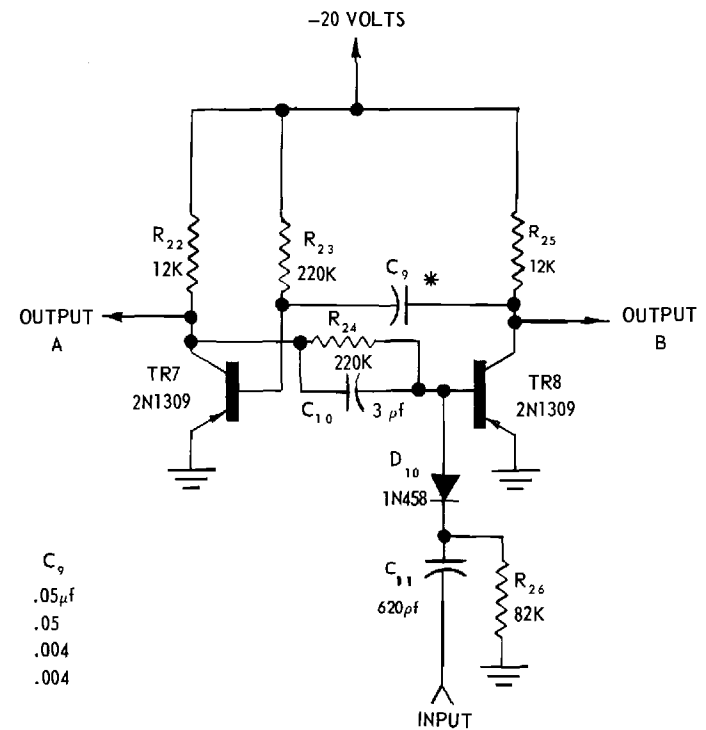 –20 VOLTS
R22
12K
R23
220K
C9 *
R25
12K
OUTPUT
A
R24
220K
OUTPUT
B
TR7
2N1309
C10
3 pf
TR8
2N1309
D10
1N458
C9
.05μf
.05
.004
.004
C11
620pf
R26
82K
INPUT